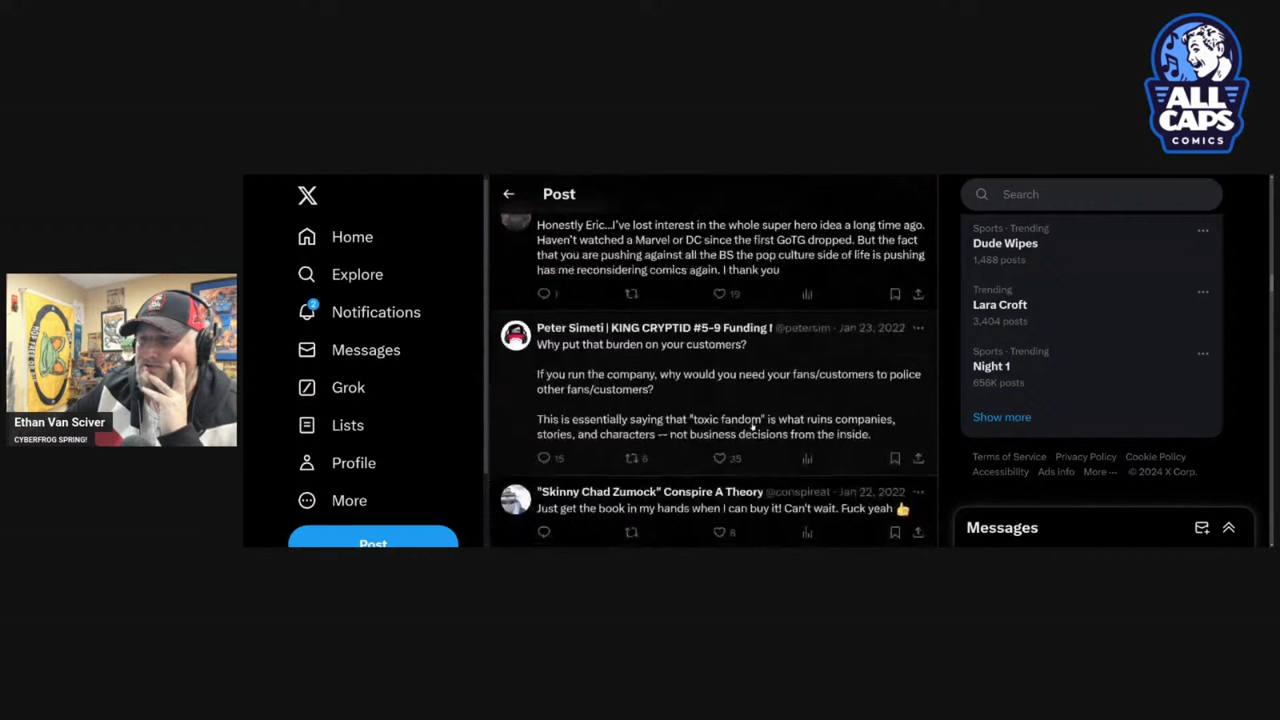 ALL
CAPS
COMICS
Post
Search
Honestly Eric...I've lost interest in the whole super hero idea a long time ago.
Haven't watched a Marvel or DC since the first GoTG dropped. But the fact
that you are pushing against all the BS the pop culture side of life is pushing
has me reconsidering comics again. I thank you
1
19
Home
Explore
2
Notifications
Messages
Grok
Lists
Profile
More
Post
Peter Simeti | KING CRYPTID #5-9 Funding @petersim · Jan 23, 2022
Why put that burden on your customers?
If you run the company, why would you need your fans/customers to police
other fans/customers?
This is essentially saying that "toxic fandom" is what ruins companies,
stories, and characters -- not business decisions from the inside.
15
6
35
"Skinny Chad Zumock" Conspire A Theory @conspireat · Jan 22, 2022
Just get the book in my hands when I can buy it! Can't wait. Fuck yeah 👍
8
Sports · Trending
Dude Wipes
1,488 posts
Trending
Lara Croft
3,404 posts
Sports · Trending
Night 1
656K posts
Show more
Terms of Service Privacy Policy Cookie Policy
Accessibility Ads info More ··· © 2024 X Corp.
Messages
Ethan Van Sciver
CYBERFROG SPRING!